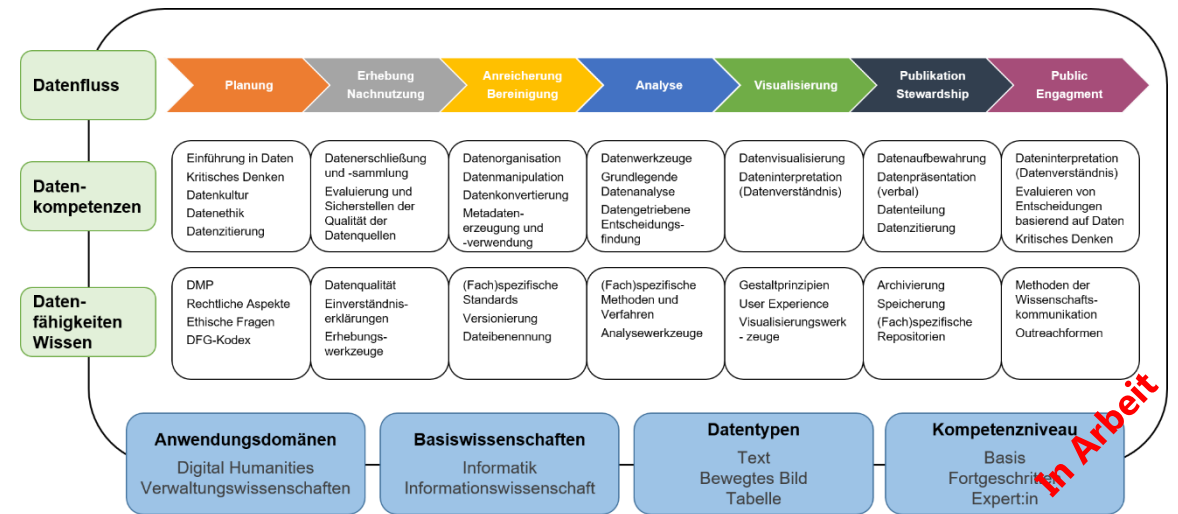 Datenfluss
Planung
Erhebung
Nachnutzung
Anreicherung
Bereinigung
Analyse
Visualisierung
Publikation
Stewardship
Public
Engagment
Daten-
kompetenzen
Einführung in Daten
Kritisches Denken
Datenkultur
Datenethik
Datenzitierung
Datenerschließung
und -sammlung
Evaluierung und
Sicherstellen der
Qualität der
Datenquellen
Datenorganisation
Datenmanipulation
Datenkonvertierung
Metadaten-
erzeugung und
-verwendung
Datenwerkzeuge
Grundlegende
Datenanalyse
Datengetriebene
Entscheidungs-
findung
Datenvisualisierung
Dateninterpretation
(Datenverständnis)
Datenaufbewahrung
Datenpräsentation
(verbal)
Datenteilung
Datenzitierung
Dateninterpretation
(Datenverständnis)
Evaluieren von
Entscheidungen
basierend auf Daten
Kritisches Denken
Daten-
fähigkeiten
Wissen
DMP
Rechtliche Aspekte
Ethische Fragen
DFG-Kodex
Datenqualität
Einverständnis-
erklärungen
Erhebungs-
werkzeuge
(Fach)spezifische
Standards
Versionierung
Dateibenennung
(Fach)spezifische
Methoden und
Verfahren
Analysewerkzeuge
Gestaltprinzipien
User Experience
Visualisierungswerk
- zeuge
Archivierung
Speicherung
(Fach)spezifische
Repositorien
Methoden der
Wissenschafts-
kommunikation
Outreachformen
Anwendungsdomänen
Digital Humanities
Verwaltungswissenschaften
Basiswissenschaften
Informatik
Informationswissenschaft
Datentypen
Text
Bewegtes Bild
Tabelle
Kompetenzniveau
Basis
Fortgeschritten
Expert:in
In Arbeit